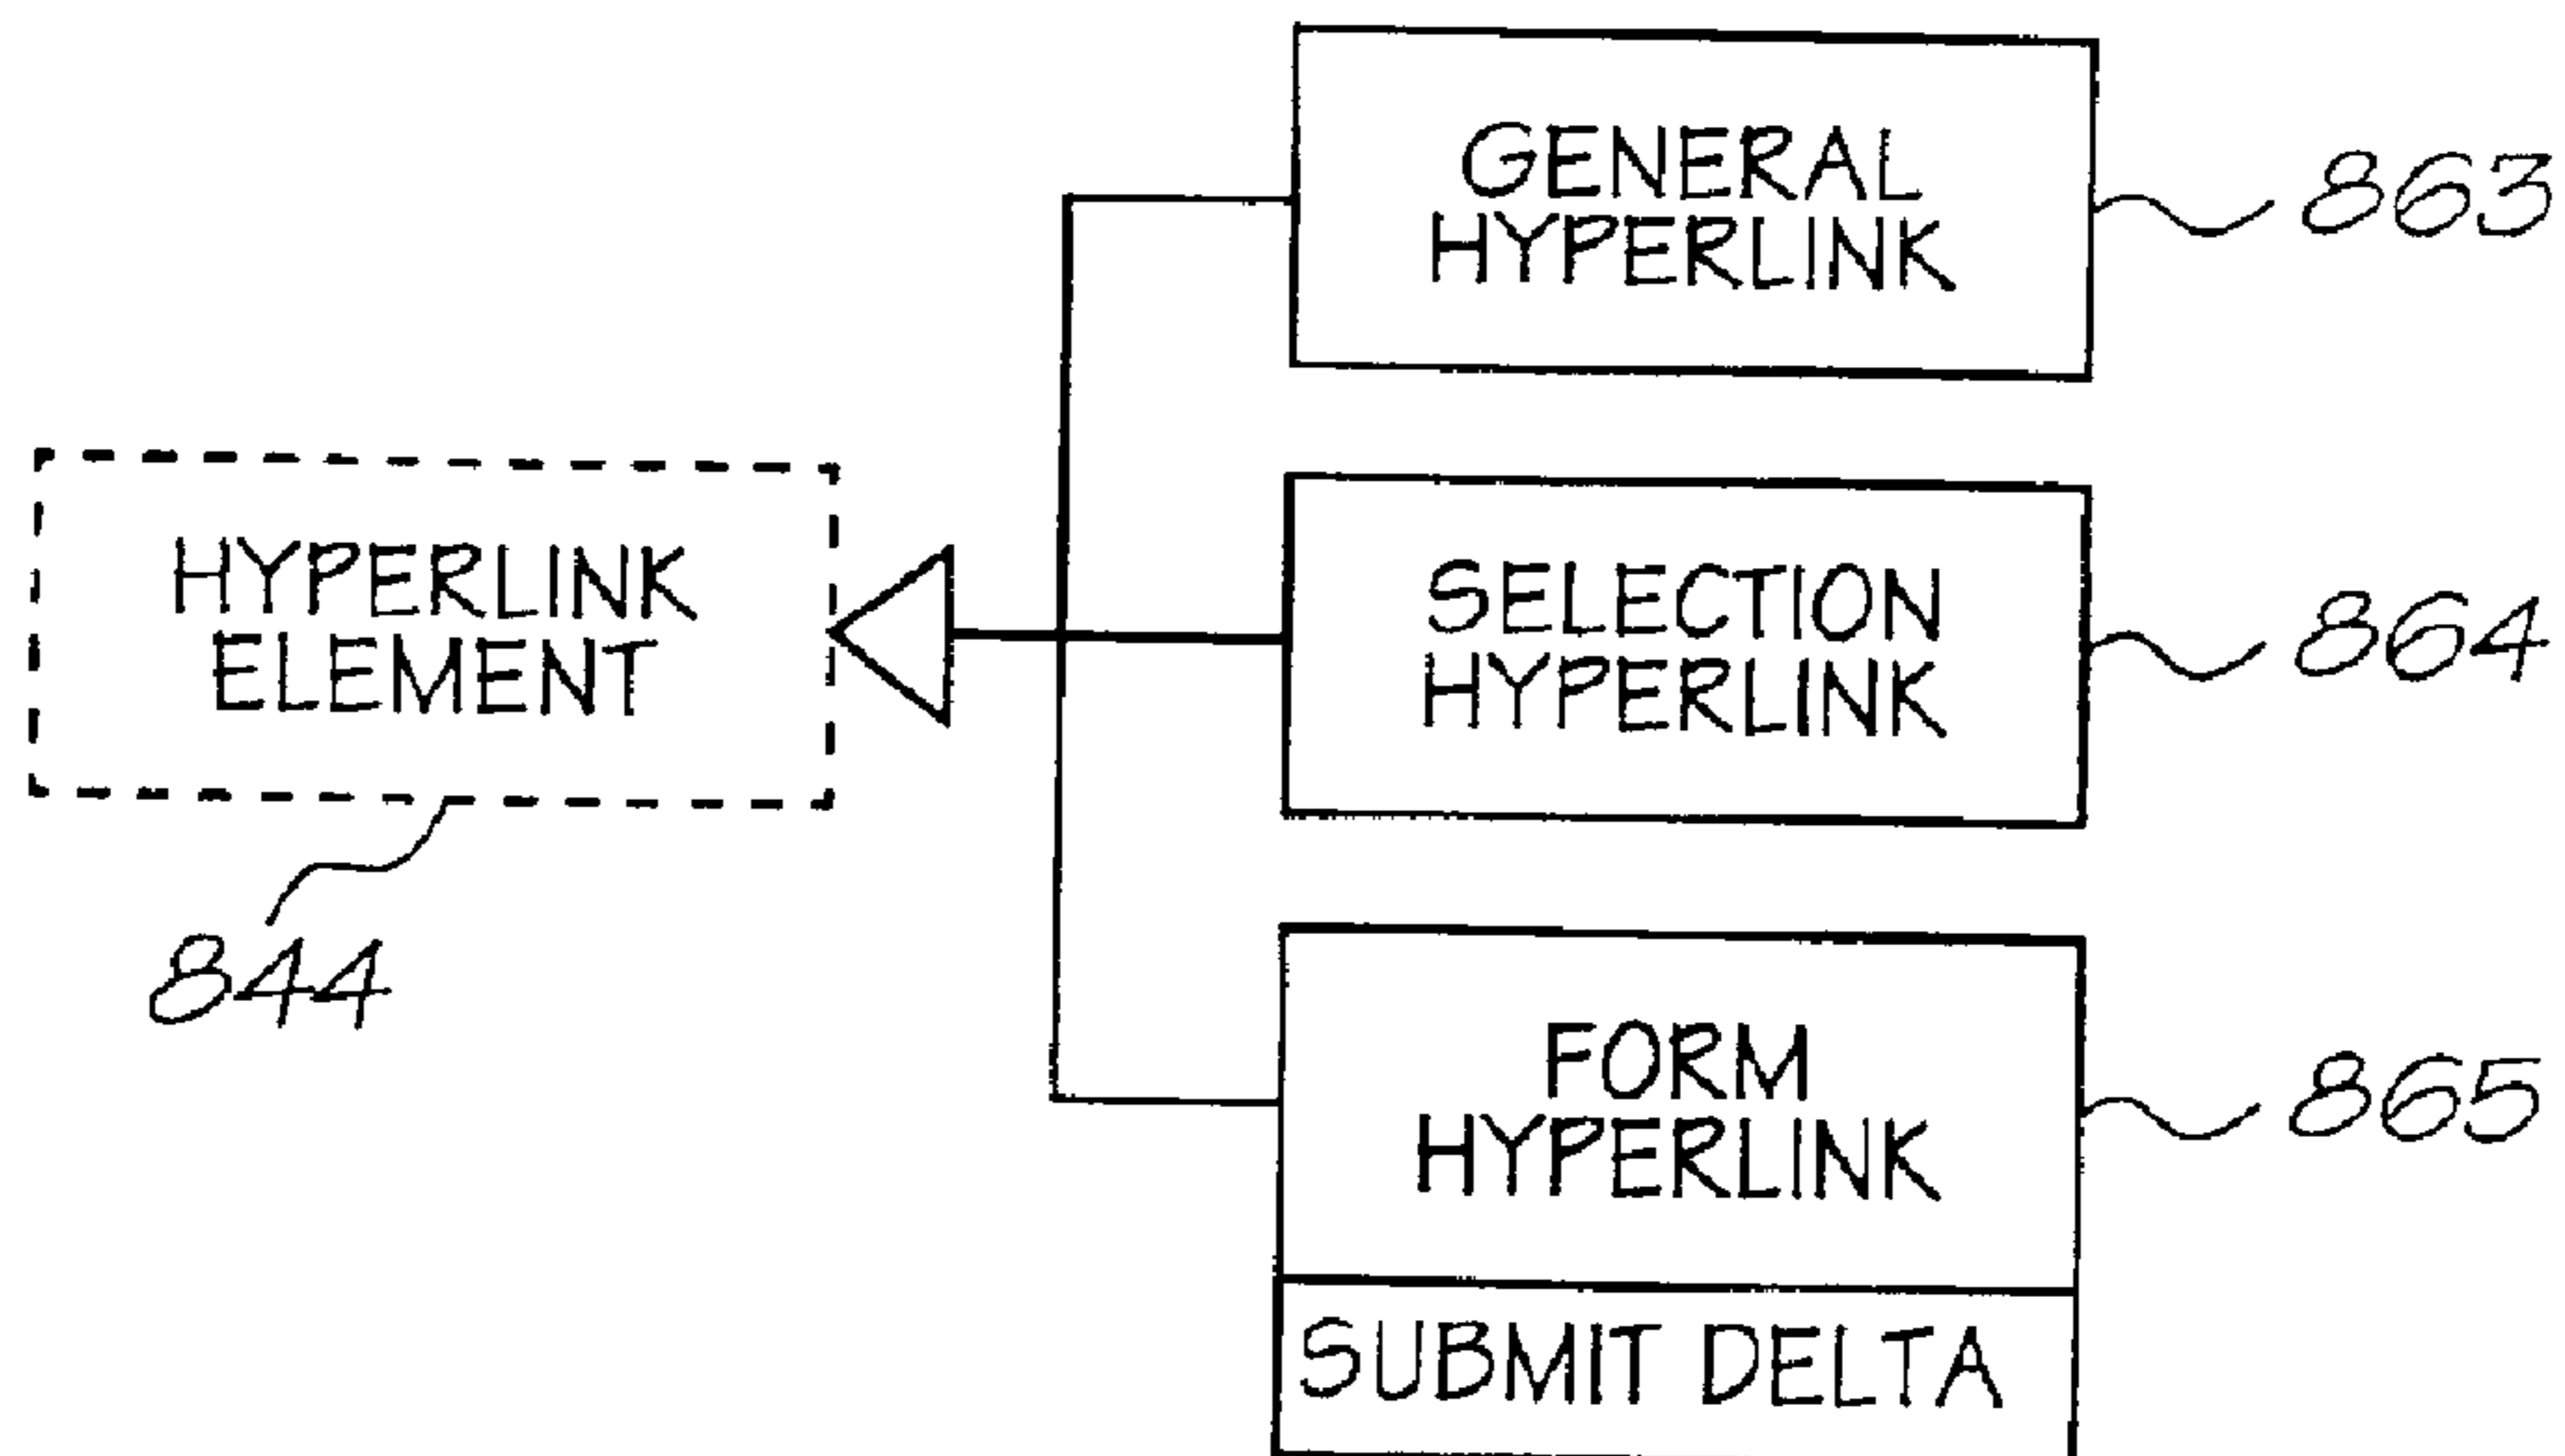 GENERAL
HYPERLINK
863
HYPERLINK
ELEMENT
844
SELECTION
HYPERLINK
864
FORM
HYPERLINK
865
SUBMIT DELTA